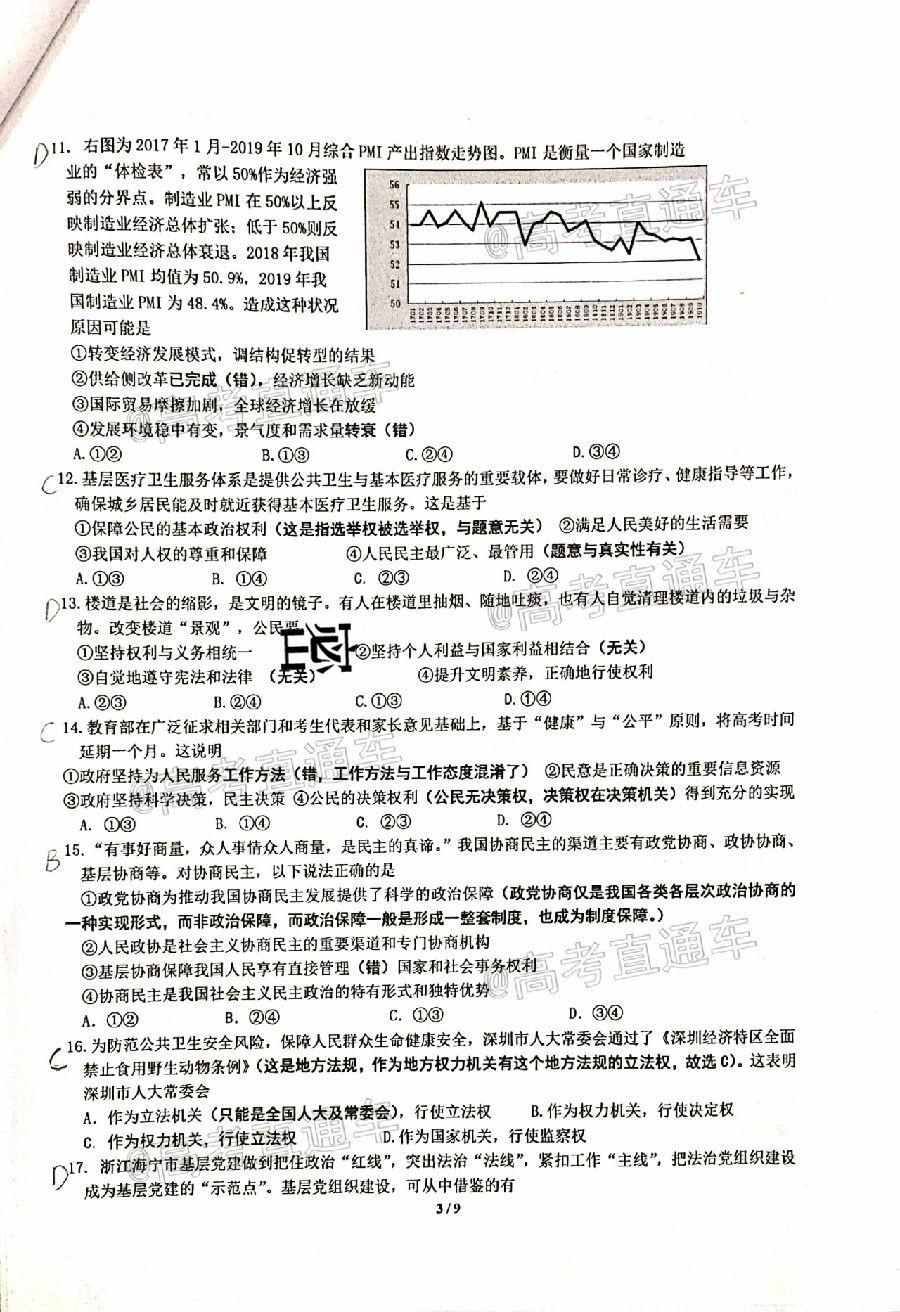 D 11. 右图为 2017 年 1 月-2019 年 10 月综合 PMI 产出指数走势图。PMI 是衡量一个国家制造
业的“体检表”，常以 50%作为经济强
弱的分界点。制造业 PMI 在 50%以上反
映制造业经济总体扩张；低于 50%则反
映制造业经济总体衰退。2018 年我国
制造业 PMI 均值为 50.9%，2019 年我
国制造业 PMI 为 48.4%。造成这种状况
原因可能是
56
55
54
53
52
51
50
①转变经济发展模式，调结构促转型的结果
②供给侧改革已完成（错），经济增长缺乏新动能
③国际贸易摩擦加剧，全球经济增长在放缓
④发展环境稳中有变，景气度和需求量转衰（错）
A.①② B.①③ C.②④ D.③④
C 12. 基层医疗卫生服务体系是提供公共卫生与基本医疗服务的重要载体，要做好日常诊疗、健康指导等工作，
确保城乡居民能及时就近获得基本医疗卫生服务。这是基于
①保障公民的基本政治权利（这是指选举权被选举权，与题意无关） ②满足人民美好的生活需要
③我国对人权的尊重和保障 ④人民民主最广泛、最管用（题意与真实性有关）
A.①③ B. ①④ C. ②③ D. ②④
D 13. 楼道是社会的缩影，是文明的镜子。有人在楼道里抽烟、随地吐痰，也有人自觉清理楼道内的垃圾与杂
物。改变楼道“景观”，公民要
①坚持权利与义务相统一 ②坚持个人利益与国家利益相结合（无关）
密
③自觉地遵守宪法和法律 （无关） ④提升文明素养，正确地行使权利
A.②③ B.②④ C.①③ D.①④
C 14. 教育部在广泛征求相关部门和考生代表和家长意见基础上，基于“健康”与“公平”原则，将高考时间
延期一个月。这说明
①政府坚持为人民服务工作方法（错，工作方法与工作态度混淆了） ②民意是正确决策的重要信息资源
③政府坚持科学决策，民主决策 ④公民的决策权利（公民无决策权，决策权在决策机关）得到充分的实现
A. ①③ B. ①④ C. ②③ D. ②④
B 15. “有事好商量，众人事情众人商量，是民主的真谛。”我国协商民主的渠道主要有政党协商、政协协商、
基层协商等。对协商民主，以下说法正确的是
①政党协商为推动我国协商民主发展提供了科学的政治保障（政党协商仅是我国各类各层次政治协商的
一种实现形式，而非政治保障，而政治保障一般是形成一整套制度，也成为制度保障。）
②人民政协是社会主义协商民主的重要渠道和专门协商机构
③基层协商保障我国人民享有直接管理（错）国家和社会事务权利
④协商民主是我国社会主义民主政治的特有形式和独特优势
A. ①② B. ②④ C.①③ D. ③④
C 16. 为防范公共卫生安全风险，保障人民群众生命健康安全，深圳市人大常委会通过了《深圳经济特区全面
禁止食用野生动物条例》（这是地方法规，作为地方权力机关有这个地方法规的立法权，故选 C）。这表明
深圳市人大常委会
A. 作为立法机关（只能是全国人大及常委会），行使立法权 B.作为权力机关，行使决定权
C. 作为权力机关，行使立法权 D.作为国家机关，行使监察权
D 17. 浙江海宁市基层党建做到把住政治“红线”，突出法治“法线”，紧扣工作“主线”，把法治党组织建设
成为基层党建的“示范点”。基层党组织建设，可从中借鉴的有
3/9
@高考直通车
@高考直通车
@高考直通车
@高考直通车
@高考直通车
@高考直通车